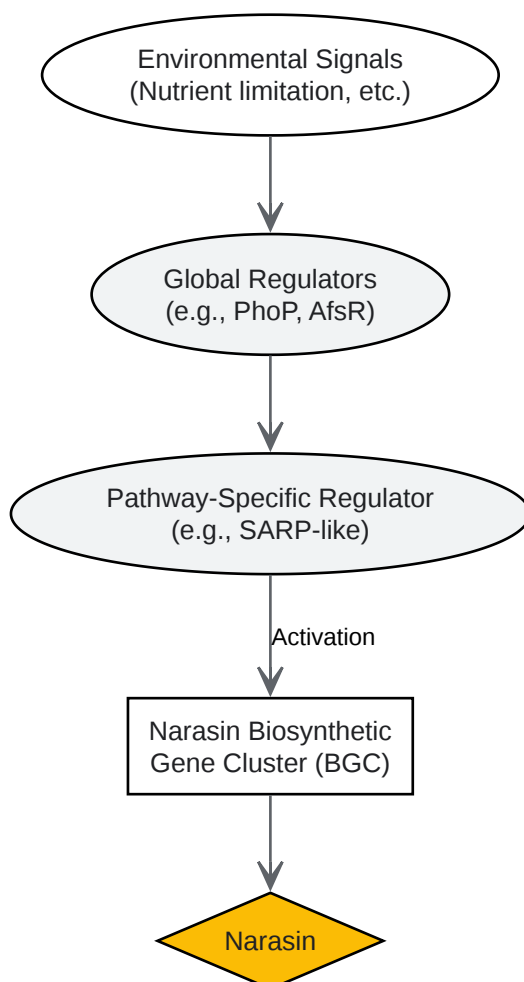 Environmental Signals
(Nutrient limitation, etc.)
Global Regulators
(e.g., PhoP, AfsR)
Pathway-Specific Regulator
(e.g., SARP-like)
Activation
Narasin Biosynthetic
Gene Cluster (BGC)
Narasin